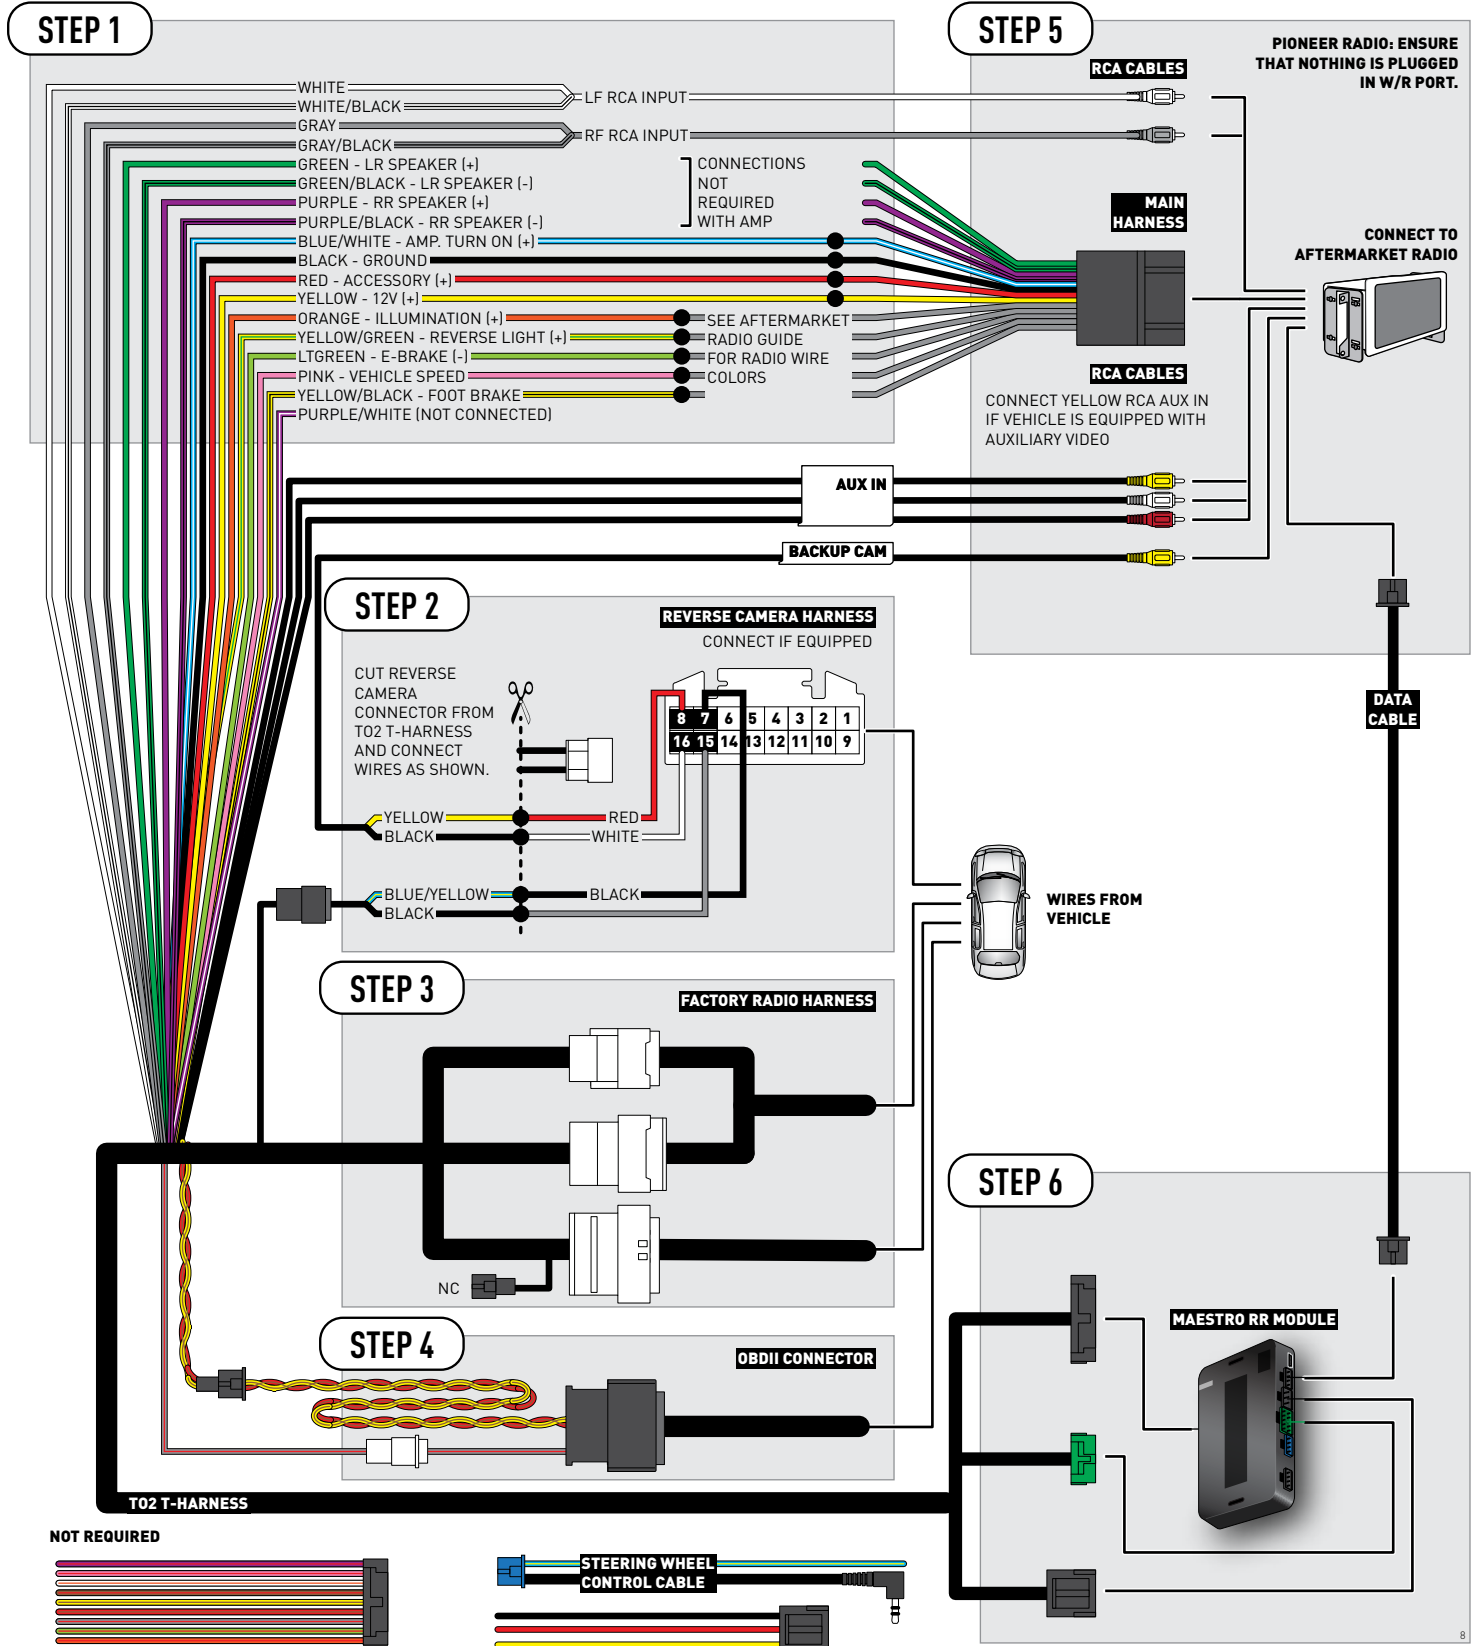 STEP 1
WHITE
WHITE/BLACK
LF RCA INPUT
GRAY
GRAY/BLACK
RF RCA INPUT
GREEN - LR SPEAKER (+)
GREEN/BLACK - LR SPEAKER (-)
PURPLE - RR SPEAKER (+)
PURPLE/BLACK - RR SPEAKER (-)
CONNECTIONS
NOT
REQUIRED
WITH AMP
BLUE/WHITE - AMP. TURN ON (+)
BLACK - GROUND
RED - ACCESSORY (+)
YELLOW - 12V (+)
ORANGE - ILLUMINATION (+)
YELLOW/GREEN - REVERSE LIGHT (+)
LTGREEN - E-BRAKE (-)
PINK - VEHICLE SPEED
YELLOW/BLACK - FOOT BRAKE
PURPLE/WHITE (NOT CONNECTED)
SEE AFTERMARKET
RADIO GUIDE
FOR RADIO WIRE
COLORS
STEP 5
PIONEER RADIO: ENSURE
THAT NOTHING IS PLUGGED
IN W/R PORT.
RCA CABLES
MAIN
HARNESS
CONNECT TO
AFTERMARKET RADIO
RCA CABLES
CONNECT YELLOW RCA AUX IN
IF VEHICLE IS EQUIPPED WITH
AUXILIARY VIDEO
AUX IN
BACKUP CAM
DATA
CABLE
STEP 2
REVERSE CAMERA HARNESS
CONNECT IF EQUIPPED
CUT REVERSE
CAMERA
CONNECTOR FROM
TO2 T-HARNESS
AND CONNECT
WIRES AS SHOWN.
8 7 6 5 4 3 2 1
16 15 14 13 12 11 10 9
YELLOW
RED
BLACK
WHITE
BLUE/YELLOW
BLACK
BLACK
WIRES FROM
VEHICLE
STEP 3
FACTORY RADIO HARNESS
NC
STEP 4
OBDII CONNECTOR
TO2 T-HARNESS
STEP 6
MAESTRO RR MODULE
NOT REQUIRED
STEERING WHEEL
CONTROL CABLE
8